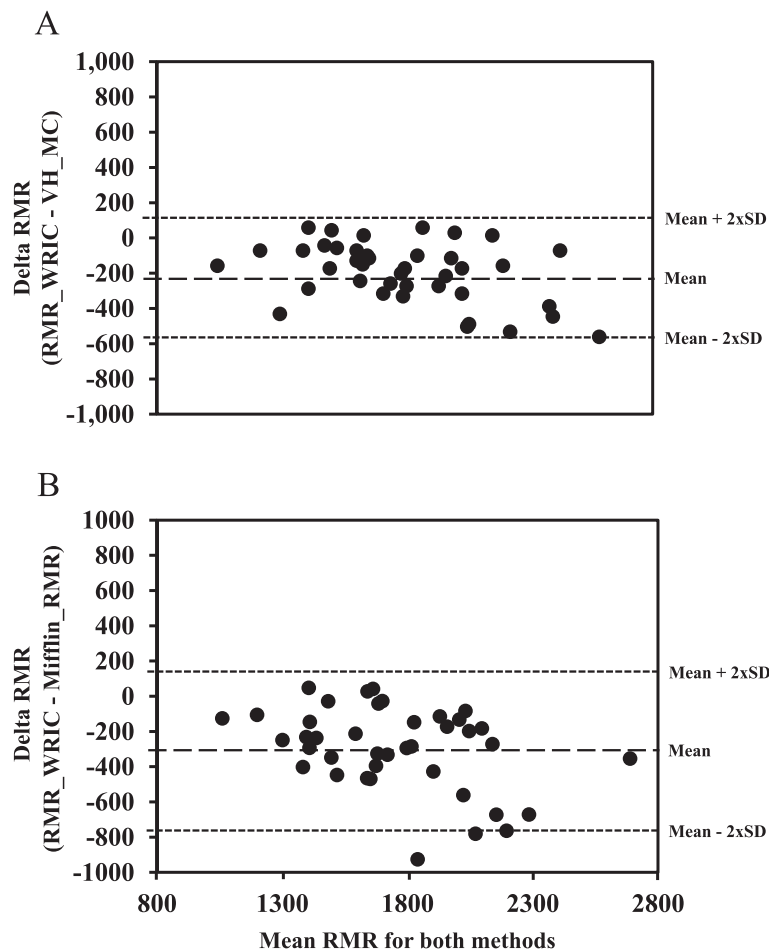 A
1,000
800
600
400
200
0
-200
-400
-600
-800
-1,000
Delta RMR
(RMR_WRIC - VH_MC)
Mean + 2xSD
Mean
Mean - 2xSD
B
1000
800
600
400
200
0
-200
-400
-600
-800
-1000
Delta RMR
(RMR_WRIC - Mifflin_RMR)
Mean + 2xSD
Mean
Mean - 2xSD
800 1300 1800 2300 2800
Mean RMR for both methods